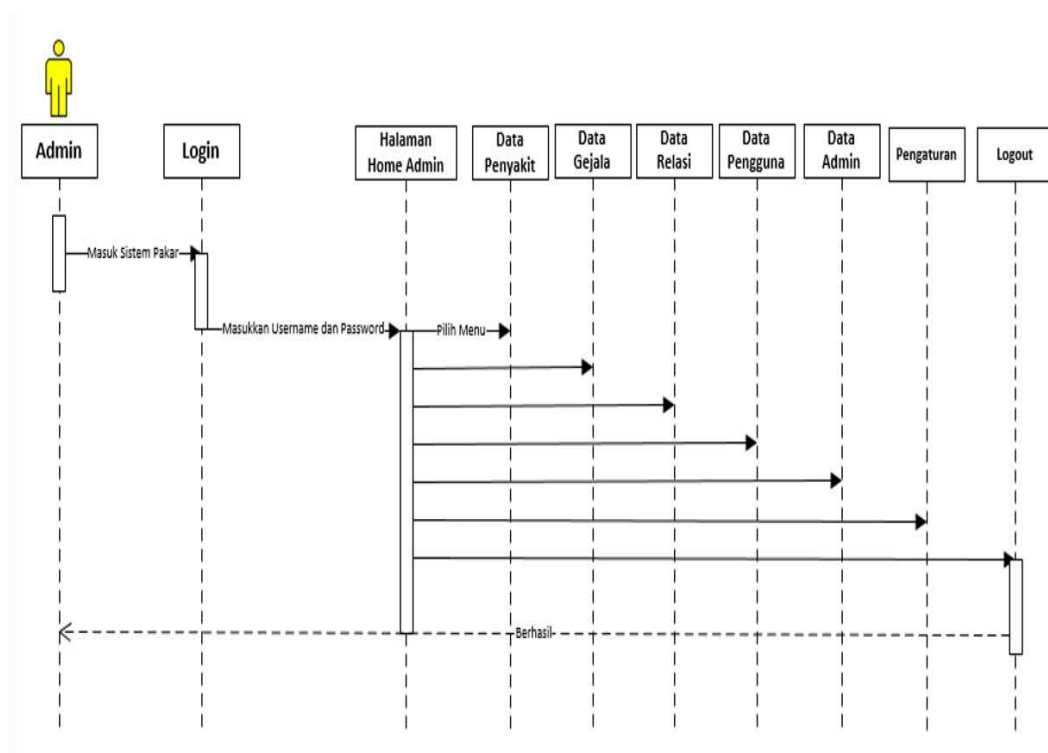 Admin
Login
Halaman
Home Admin
Data
Penyakit
Data
Gejala
Data
Relasi
Data
Pengguna
Data
Admin
Pengaturan
Logout
Masuk Sistem Pakar
Masukkan Username dan Password
Pilih Menu
Berhasil